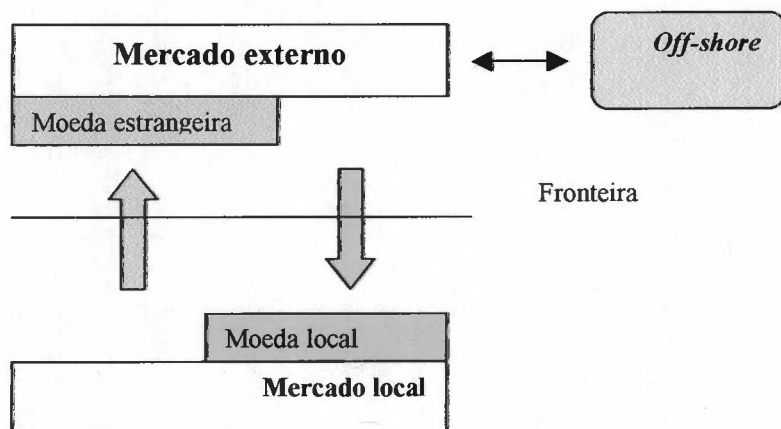 Mercado externo
Off-shore
Moeda estrangeira
Fronteira
Moeda local
Mercado local